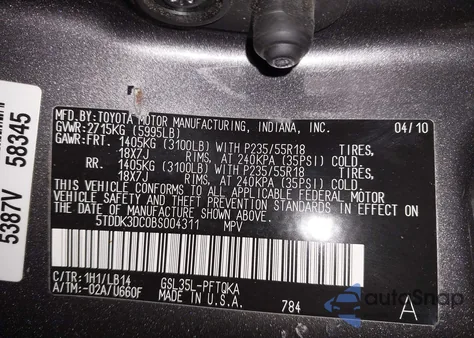 MFD.BY:TOYOTA MOTOR MANUFACTURING, INDIANA, INC. 04/10
GVWR:2715KG (5995LB)
GAWR:FRT. 1405KG (3100LB) WITH P235/55R18 TIRES,
18X7J RIMS, AT 240KPA (35PSI) COLD.
RR. 1405KG (3100LB) WITH P235/55R18 TIRES,
18X7J RIMS, AT 240KPA (35PSI) COLD.
THIS VEHICLE CONFORMS TO ALL APPLICABLE FEDERAL MOTOR
VEHICLE SAFETY AND THEFT PREVENTION STANDARDS IN
EFFECT ON THE DATE OF MANUFACTURE SHOWN ABOVE.
5TDDK3DC0BS004311 MPV
C/TR:1H1/LB14 GSL35L-PFTQKA
A/TM:-02A/U660F MADE IN U.S.A. 784 A
5387V 58345
autoSnap